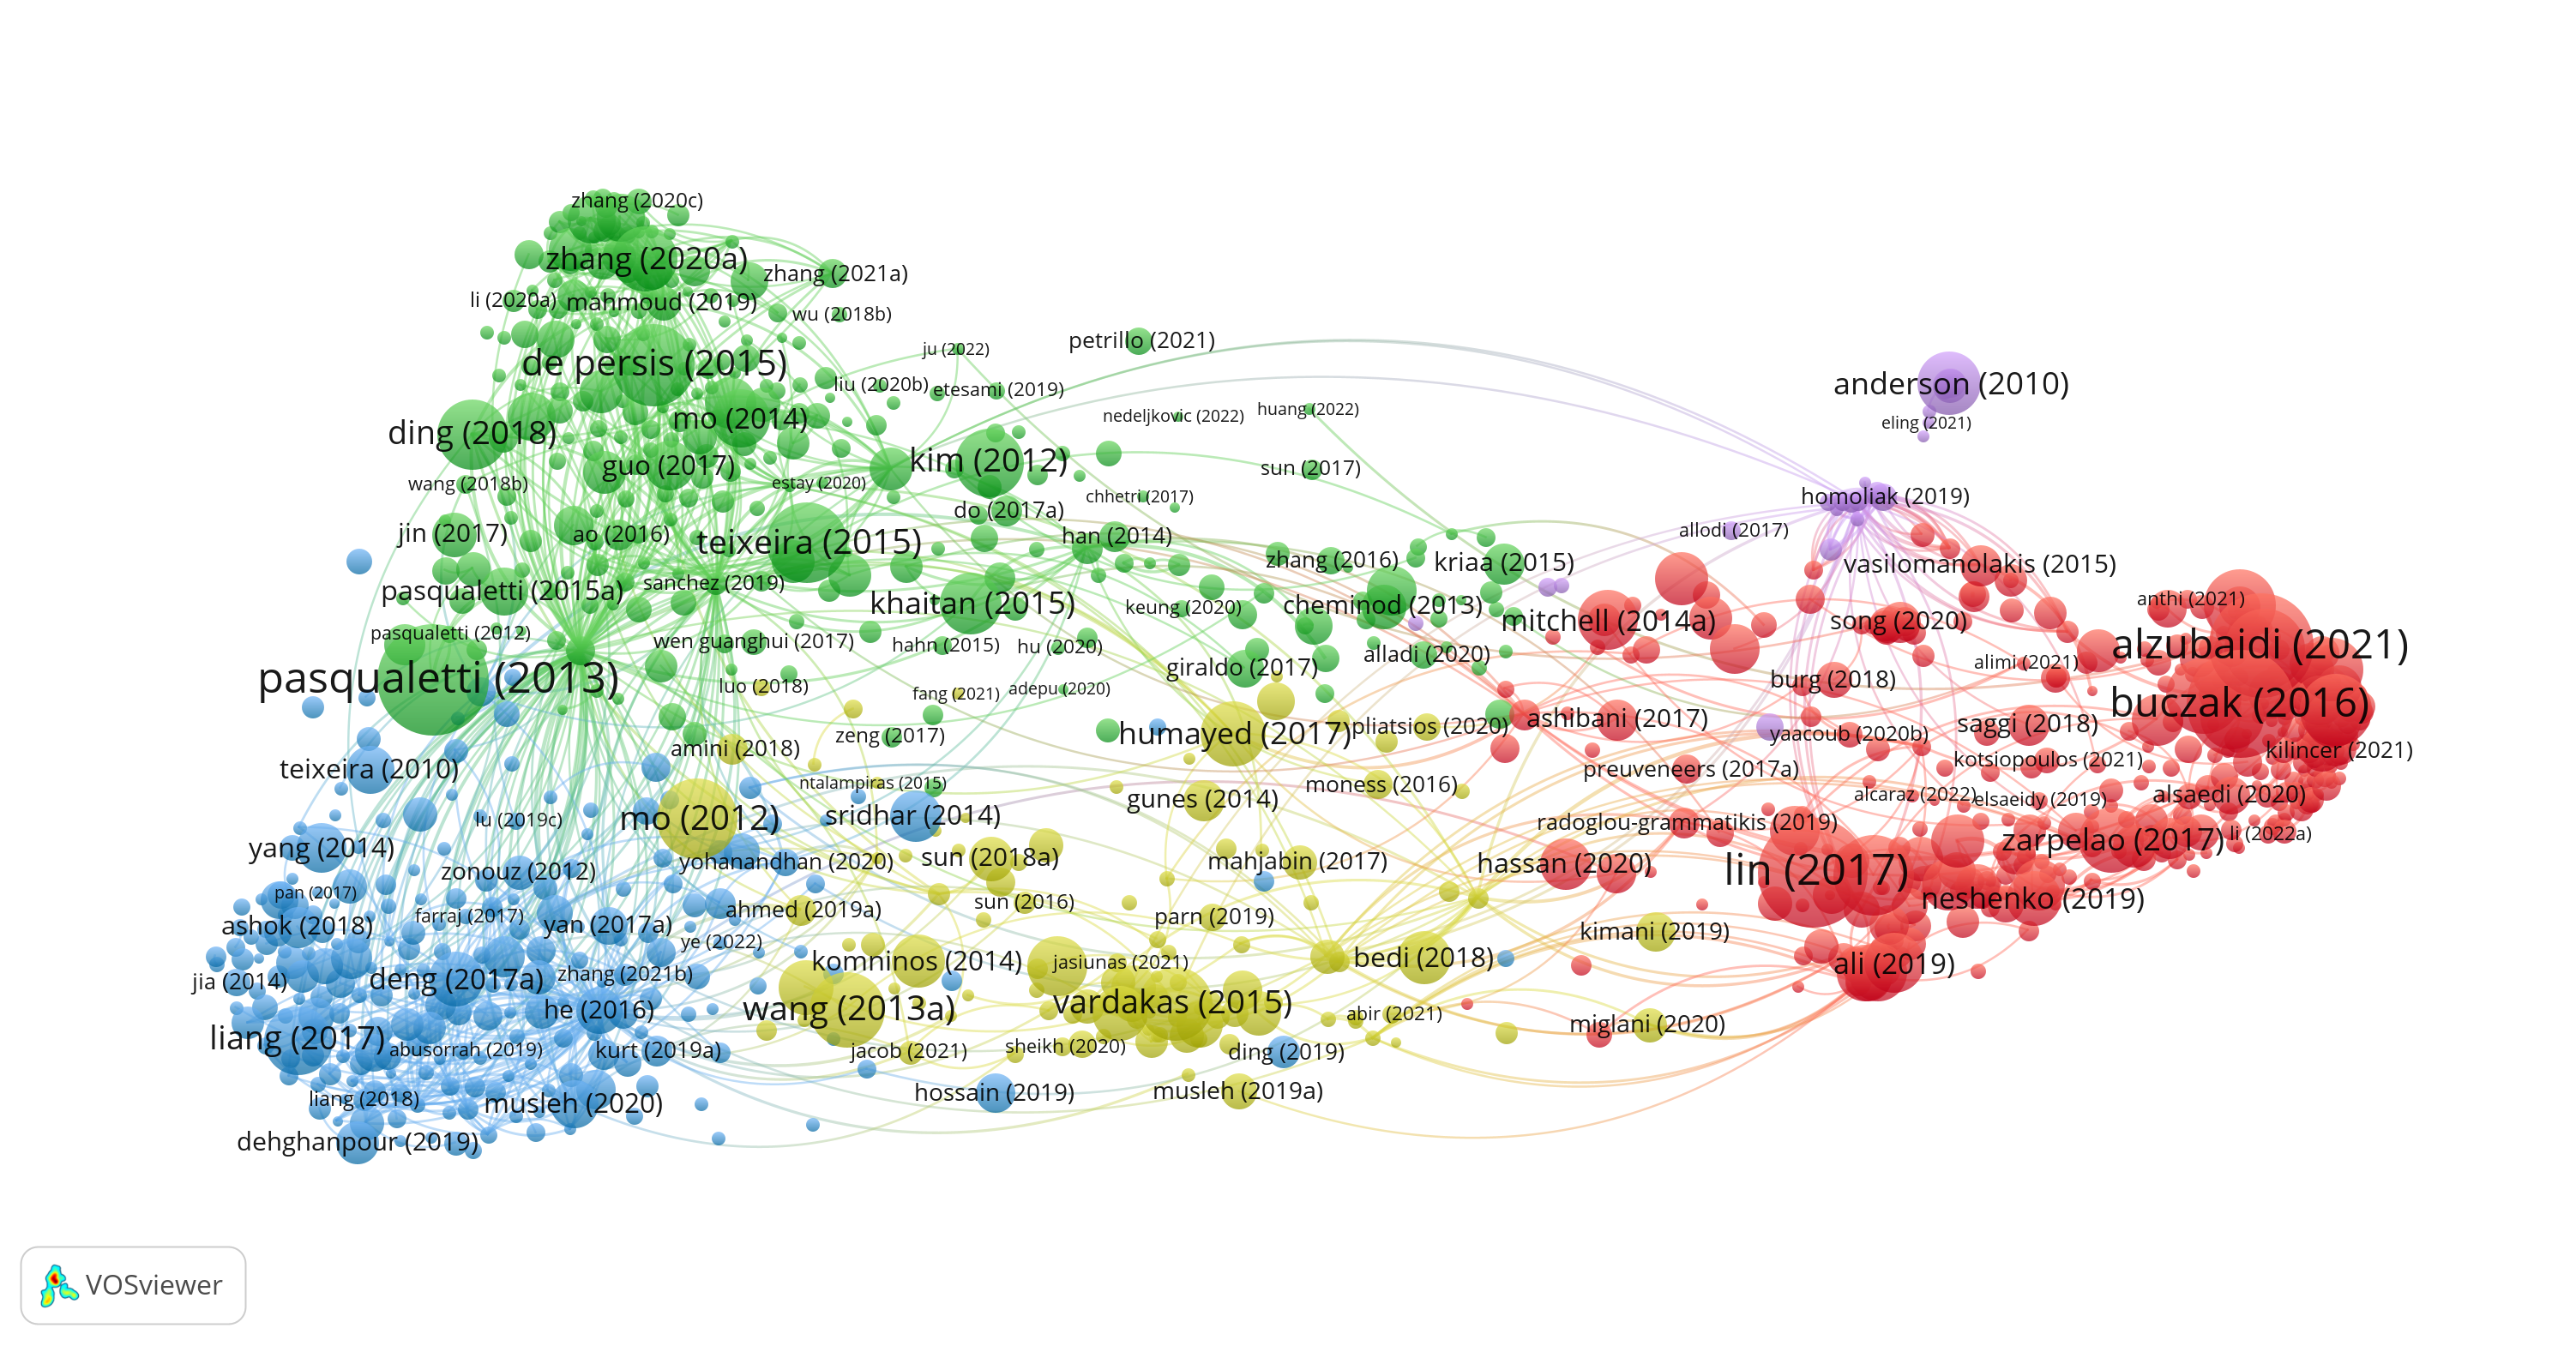 zhang (2020c)
zhang (2020a)
zhang (2021a)
li (2020a)
mahmoud (2019)
wu (2018b)
petrillo (2021)
ju (2022)
de persis (2015)
liu (2020b)
etesami (2019)
anderson (2010)
nedeljkovic (2022)
huang (2022)
mo (2014)
eling (2021)
ding (2018)
kim (2012)
guo (2017)
sun (2017)
wang (2018b)
estay (2020)
chhetri (2017)
homoliak (2019)
do (2017a)
jin (2017)
ao (2016)
teixeira (2015)
han (2014)
allodi (2017)
zhang (2016)
kriaa (2015)
vasilomanolakis (2015)
pasqualetti (2015a)
sanchez (2019)
khaitan (2015)
keung (2020)
cheminod (2013)
mitchell (2014a)
song (2020)
anthi (2021)
pasqualetti (2012)
wen guanghui (2017)
hahn (2015)
hu (2020)
alladi (2020)
alzubaidi (2021)
giraldo (2017)
alimi (2021)
pasqualetti (2013)
luo (2018)
fang (2021)
adepu (2020)
burg (2018)
buczak (2016)
humayed (2017)
pliatsios (2020)
ashibani (2017)
saggi (2018)
amini (2018)
zeng (2017)
yaacoub (2020b)
kilincer (2021)
teixeira (2010)
preuveneers (2017a)
kotsiopoulos (2021)
ntalampiras (2015)
moness (2016)
gunes (2014)
alcaraz (2022)
elsaeidy (2019)
alsaedi (2020)
lu (2019c)
mo (2012)
sridhar (2014)
radoglou-grammatikis (2019)
li (2022a)
yang (2014)
zarpelao (2017)
zonouz (2012)
yohanandhan (2020)
sun (2018a)
mahjabin (2017)
hassan (2020)
lin (2017)
pan (2017)
neshenko (2019)
ashok (2018)
farraj (2017)
yan (2017a)
ahmed (2019a)
sun (2016)
parn (2019)
kimani (2019)
ye (2022)
jia (2014)
deng (2017a)
zhang (2021b)
komninos (2014)
jasiunas (2021)
bedi (2018)
ali (2019)
he (2016)
wang (2013a)
vardakas (2015)
abir (2021)
miglani (2020)
liang (2017)
abusorrah (2019)
kurt (2019a)
jacob (2021)
sheikh (2020)
ding (2019)
liang (2018)
musleh (2020)
hossain (2019)
musleh (2019a)
dehghanpour (2019)
VOSviewer